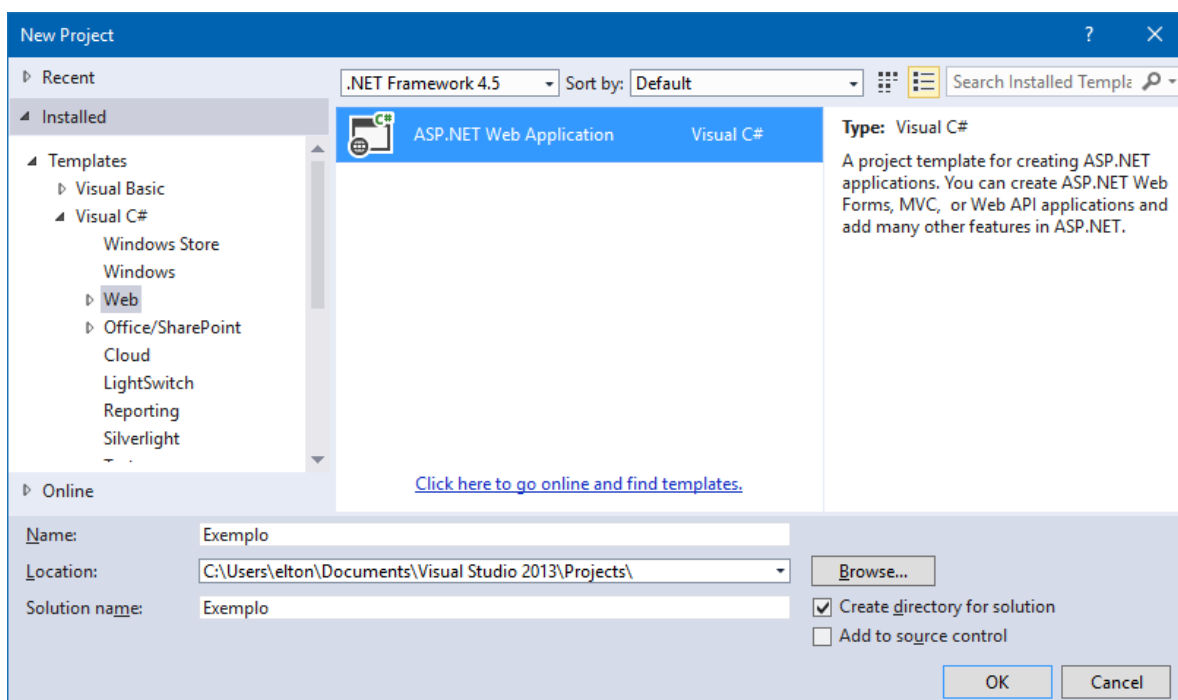 New Project
?
Recent
.NET Framework 4.5
Sort by:
Default
Search Installed Templa
Installed
Templates
Visual Basic
Visual C#
Windows Store
Windows
Web
Office/SharePoint
Cloud
LightSwitch
Reporting
Silverlight
Online
C#
ASP.NET Web Application
Visual C#
Click here to go online and find templates.
Type: Visual C#
A project template for creating ASP.NET
applications. You can create ASP.NET Web
Forms, MVC, or Web API applications and
add many other features in ASP.NET.
Name:
Exemplo
Location:
C:\Users\elton\Documents\Visual Studio 2013\Projects\
Browse...
Solution name:
Exemplo
Create directory for solution
Add to source control
OK
Cancel